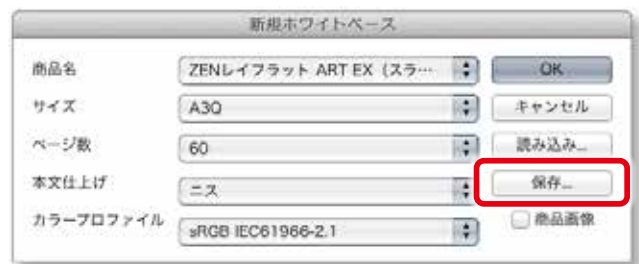 新規ホワイトベース
商品名 ZENレイフラット ART EX（スラ… OK
サイズ A3Q キャンセル
ページ数 60 読み込み...
本文仕上げ ニス 保存...
カラープロファイル sRGB IEC61966-2.1 商品画像